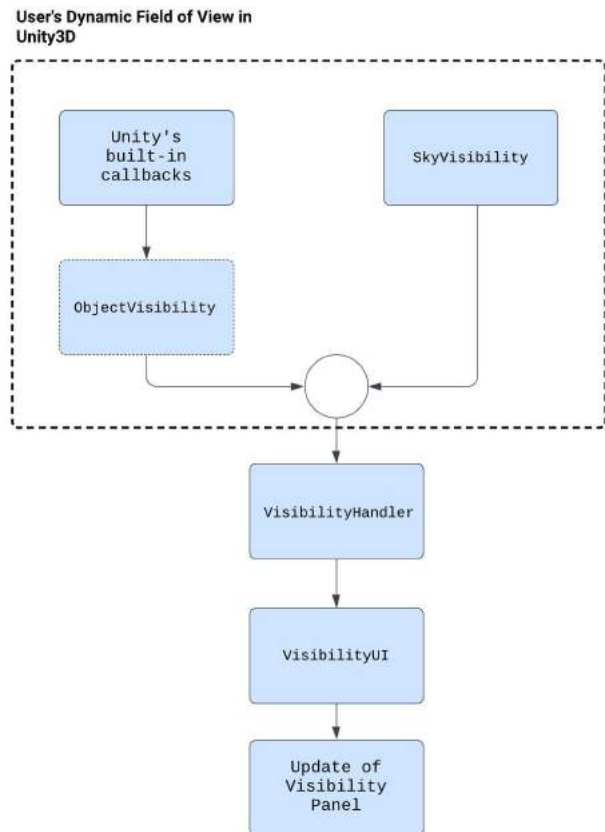 User's Dynamic Field of View in
Unity3D
Unity's
built-in
callbacks
SkyVisibility
ObjectVisibility
VisibilityHandler
VisibilityUI
Update of
Visibility
Panel